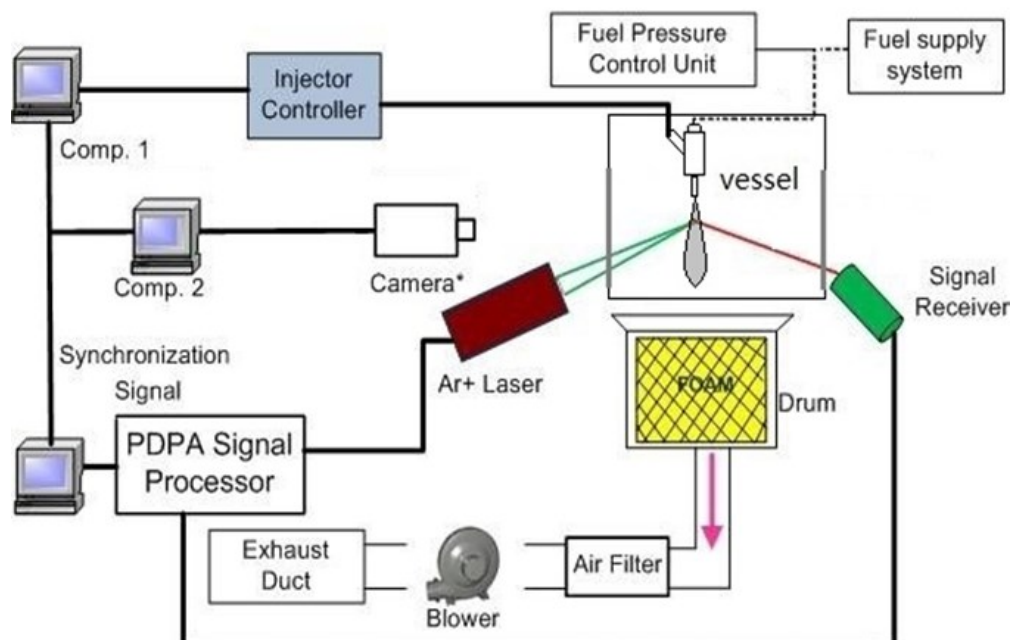 Fuel Pressure
Control Unit
Fuel supply
system
Injector
Controller
Comp. 1
vessel
Comp. 2
Camera*
Signal
Receiver
Synchronization
Signal
Ar+ Laser
FOAM
Drum
PDPA Signal
Processor
Exhaust
Duct
Blower
Air Filter